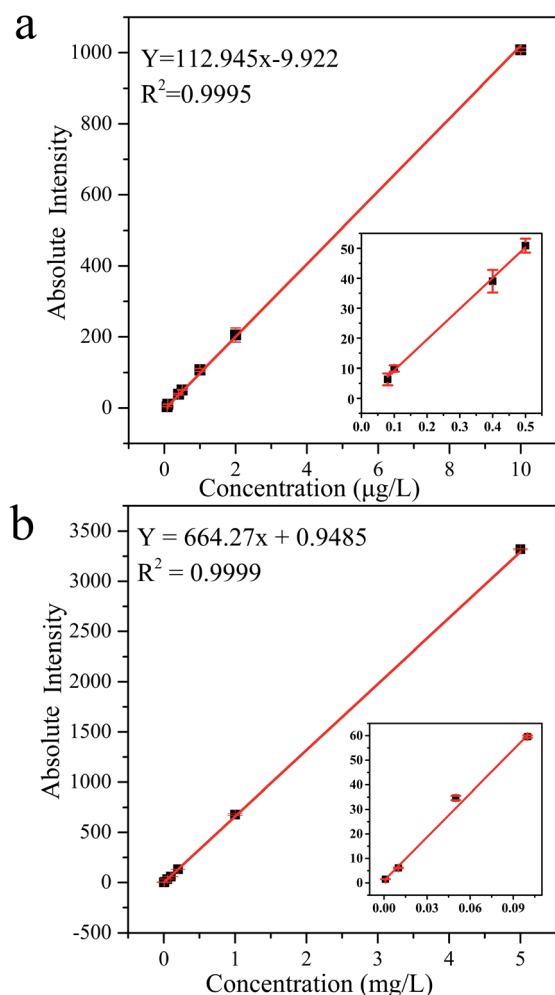 a
Y=112.945x-9.922
R²=0.9995
Absolute Intensity
1000
800
600
400
200
0
0 2 4 6 8 10
Concentration (μg/L)
50
40
30
20
10
0
0.0 0.1 0.2 0.3 0.4 0.5
b
Y = 664.27x + 0.9485
R² = 0.9999
Absolute Intensity
3500
3000
2500
2000
1500
1000
500
0
-500
0 1 2 3 4 5
Concentration (mg/L)
60
50
40
30
20
10
0
0.00 0.03 0.06 0.09